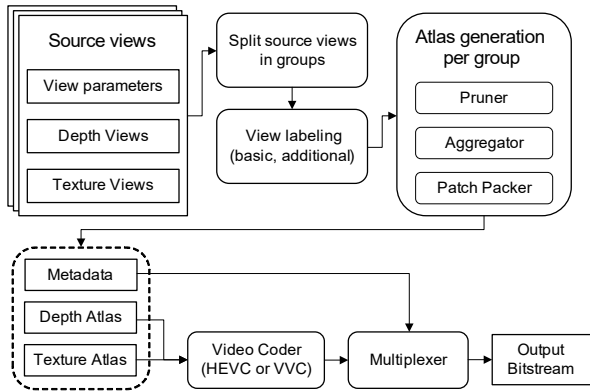 Source views
View parameters
Depth Views
Texture Views
Split source views
in groups
View labeling
(basic, additional)
Atlas generation
per group
Pruner
Aggregator
Patch Packer
Metadata
Depth Atlas
Texture Atlas
Video Coder
(HEVC or VVC)
Multiplexer
Output
Bitstream